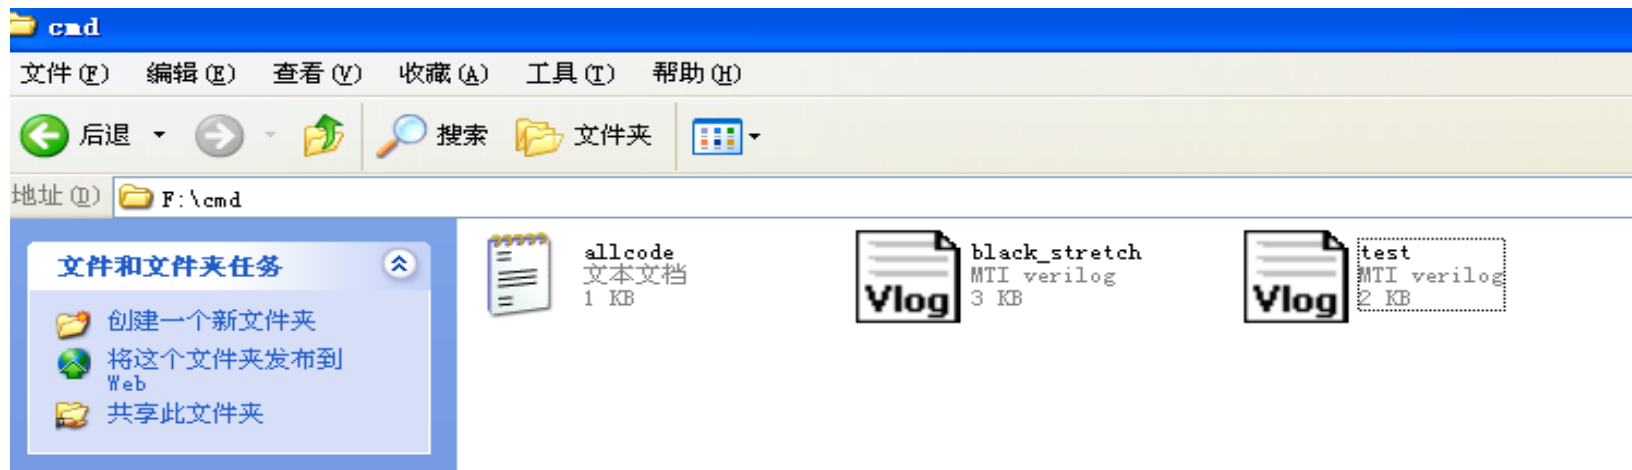 cmd
文件(F) 编辑(E) 查看(V) 收藏(A) 工具(T) 帮助(H)
后退 搜索 文件夹
地址(D) F:\cmd
文件和文件夹任务
创建一个新文件夹
将这个文件夹发布到
Web
共享此文件夹
allcode
文本文档
1 KB
Vlog
black_stretch
MTI verilog
3 KB
Vlog
test
MTI verilog
2 KB